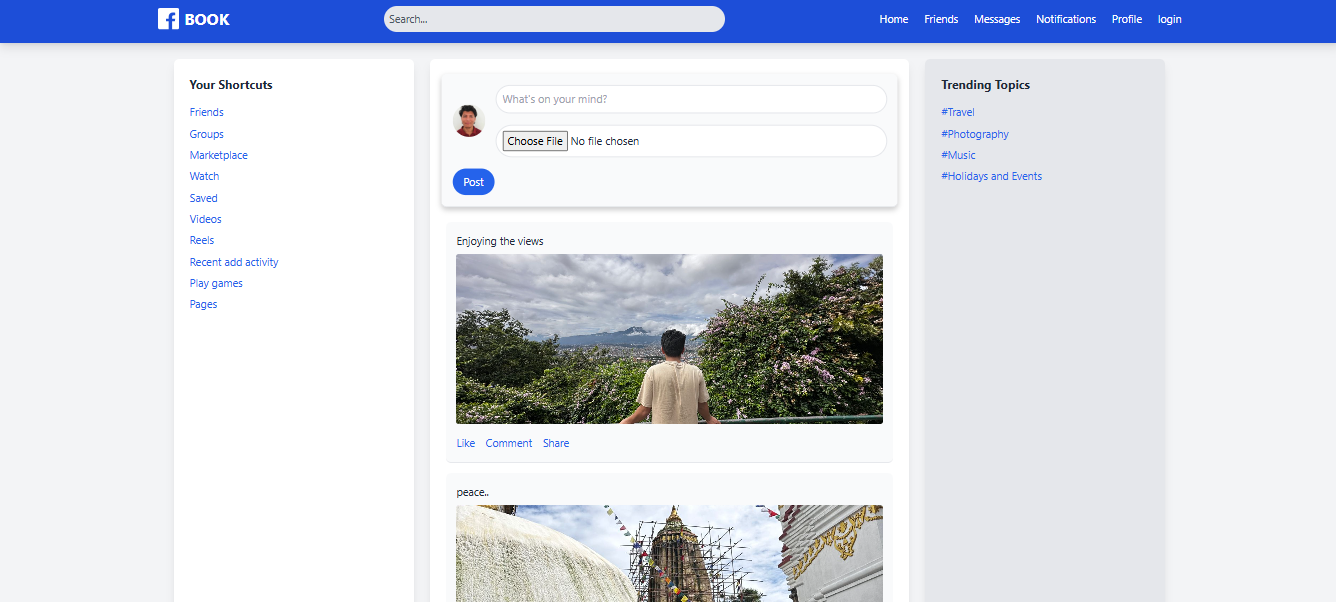 BOOK
Search...
Home Friends Messages Notifications Profile login
Your Shortcuts
Friends
Groups
Marketplace
Watch
Saved
Videos
Reels
Recent add activity
Play games
Pages
What's on your mind?
Choose File No file chosen
Post
Enjoying the views
Like Comment Share
peace..
Trending Topics
#Travel
#Photography
#Music
#Holidays and Events